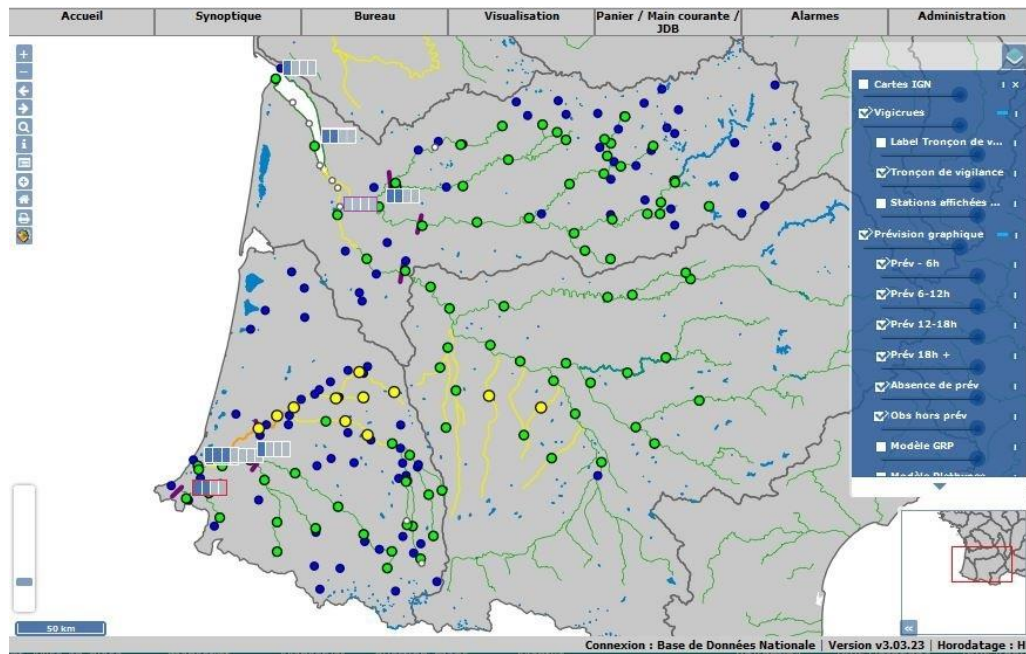 Accueil
Synoptique
Bureau
Visualisation
Panier / Main courante /
JDB
Alarmes
Administration
Cartes IGN
Vigicrues
Label Tronçon de v...
Tronçon de vigilance
Stations affichées ...
Prévision graphique
Prév - 6h
Prév 6-12h
Prév 12-18h
Prév 18h +
Absence de prév
Obs hors prév
Modèle GRP
50 km
Connexion : Base de Données Nationale | Version v3.03.23 | Horodatage : H